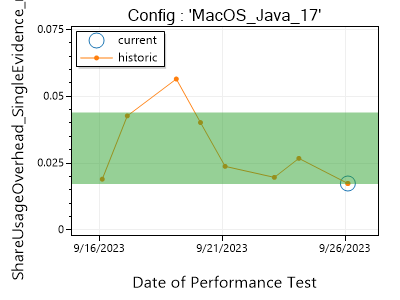 Config : 'MacOS_Java_17'
current
historic
0.075
0.05
0.025
0
ShareUsageOverhead_SingleEvidence_
9/16/2023
9/21/2023
9/26/2023
Date of Performance Test